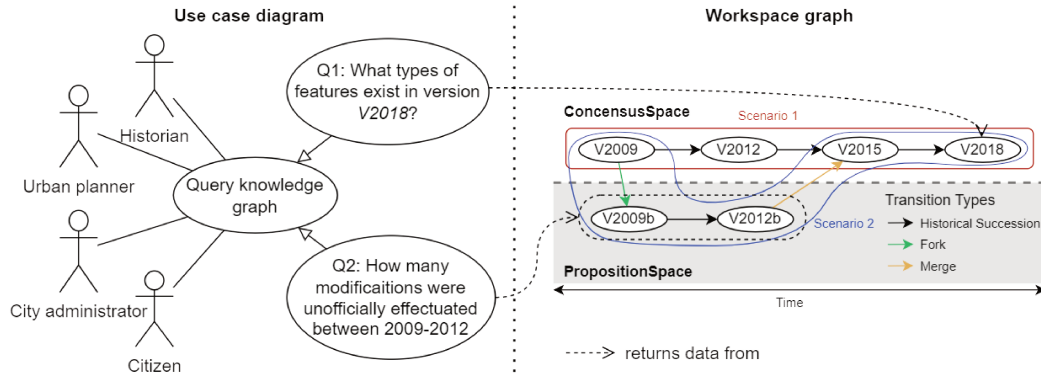 Use case diagram
Q1: What types of
features exist in version
V2018?
Historian
Urban planner
Query knowledge
graph
City administrator
Citizen
Q2: How many
modificaitions were
unofficially effectuated
between 2009-2012
Workspace graph
ConcensusSpace
Scenario 1
V2009
V2012
V2015
V2018
V2009b
V2012b
Scenario 2
PropositionSpace
Transition Types
Historical Succession
Fork
Merge
Time
returns data from